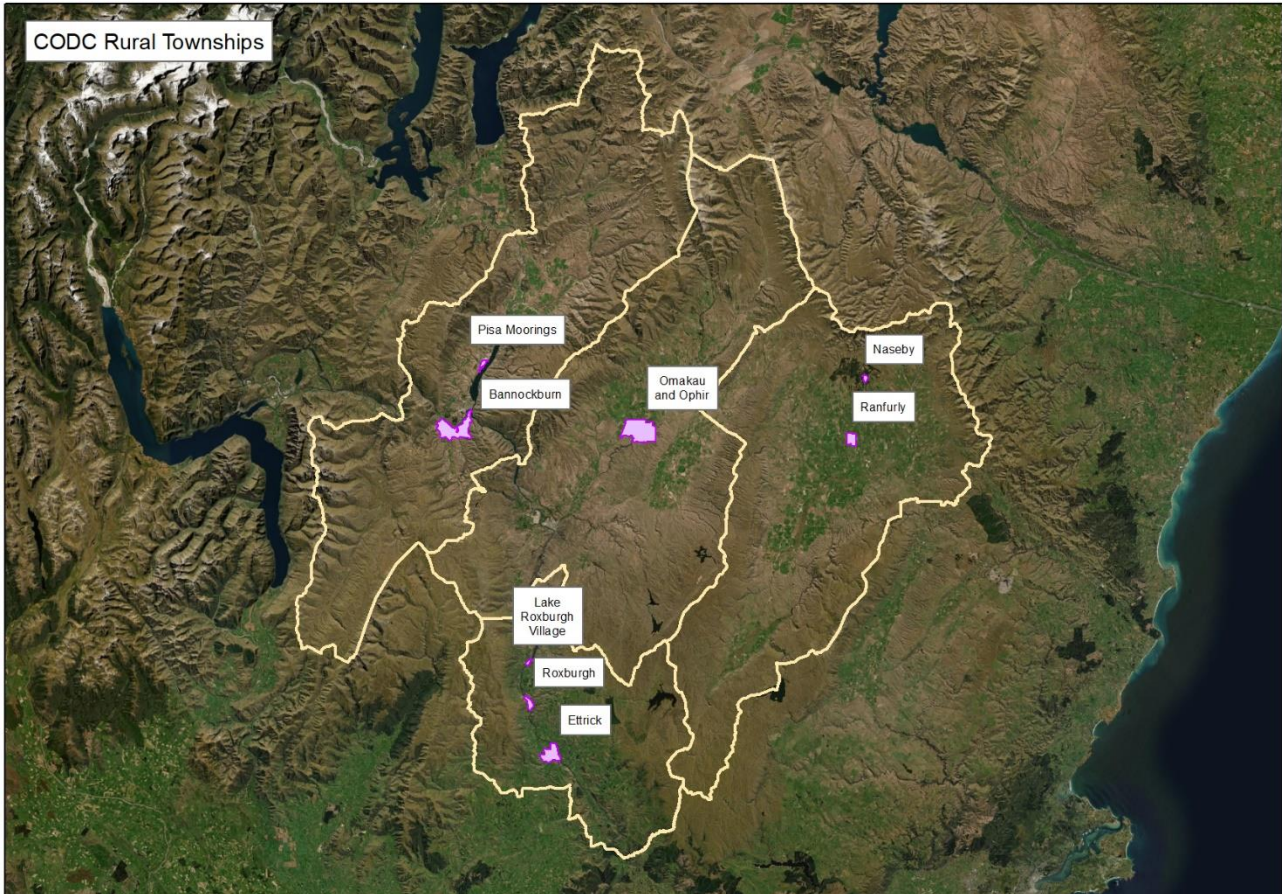 CODC Rural Townships
Pisa Moorings
Bannockburn
Omakau
and Ophir
Naseby
Ranfurly
Lake
Roxburgh
Village
Roxburgh
Ettrick